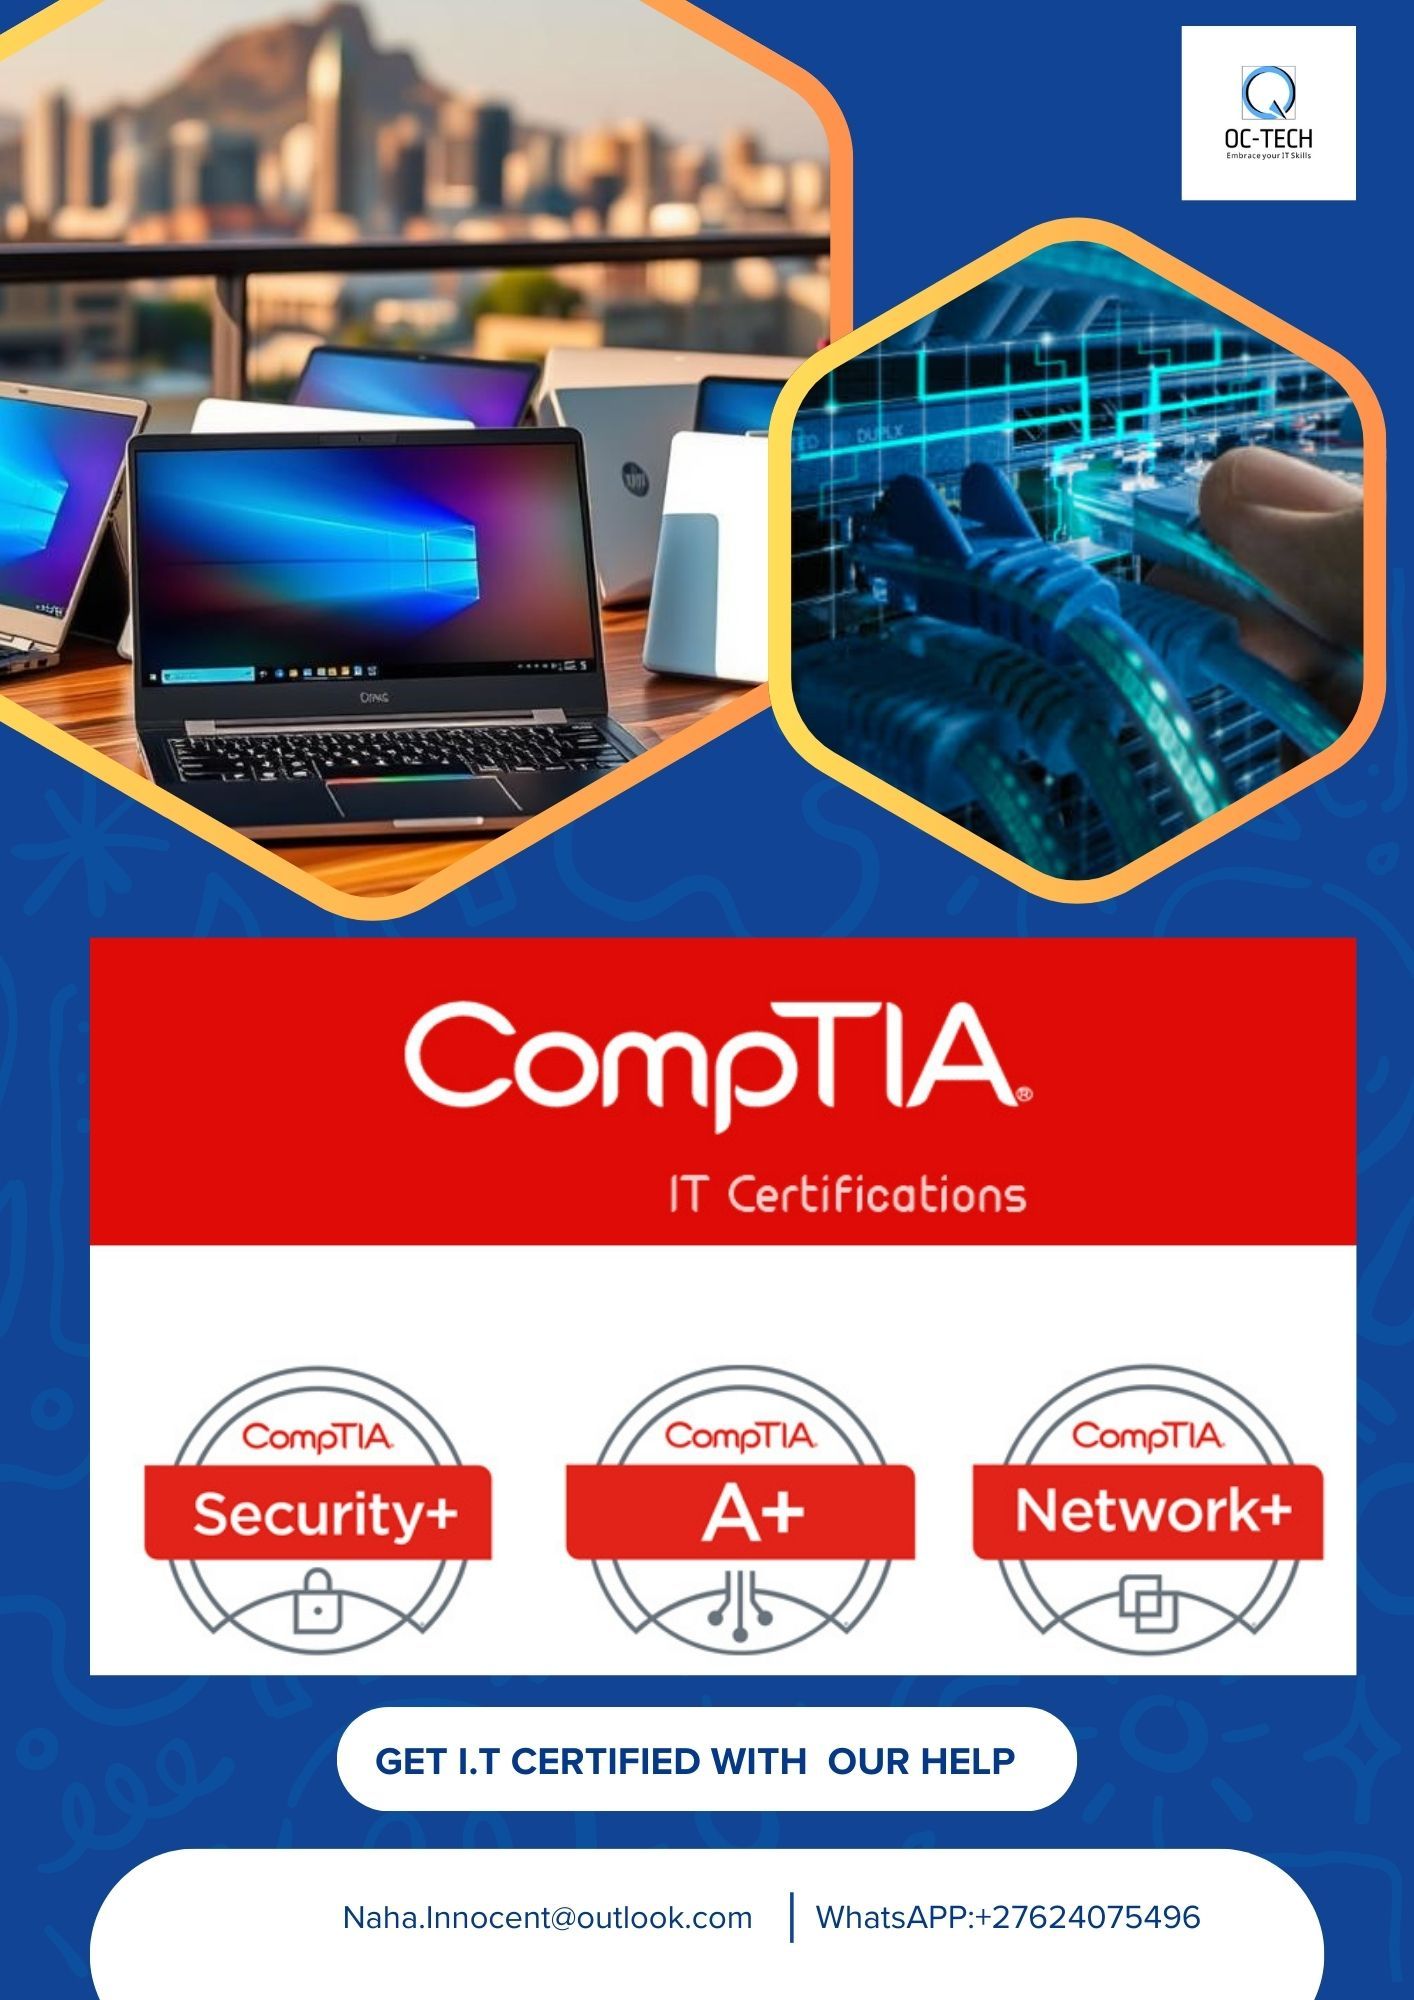 OC-TECH
Embrace your IT Skills
DUPLX
CompTIA®
IT Certifications
CompTIA
Security+
CompTIA
A+
CompTIA
Network+
GET I.T CERTIFIED WITH OUR HELP
Naha.Innocent@outlook.com | WhatsAPP:+27624075496